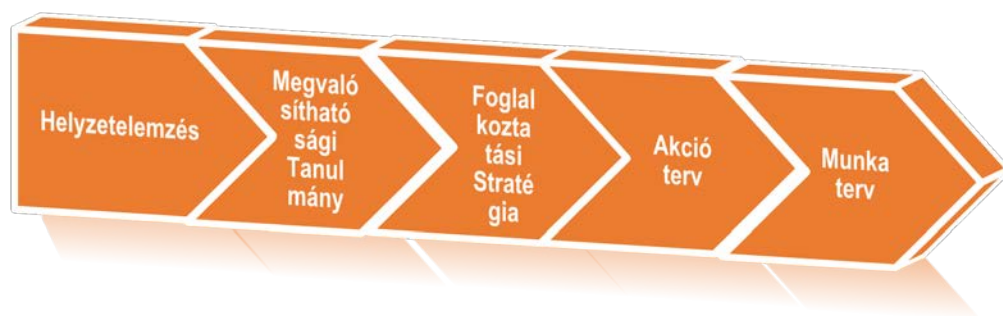 Helyzetelemzés
Megvaló
sítható
sági
Tanul
mány
Foglal
kozta
tási
Straté
gia
Akció
terv
Munka
terv